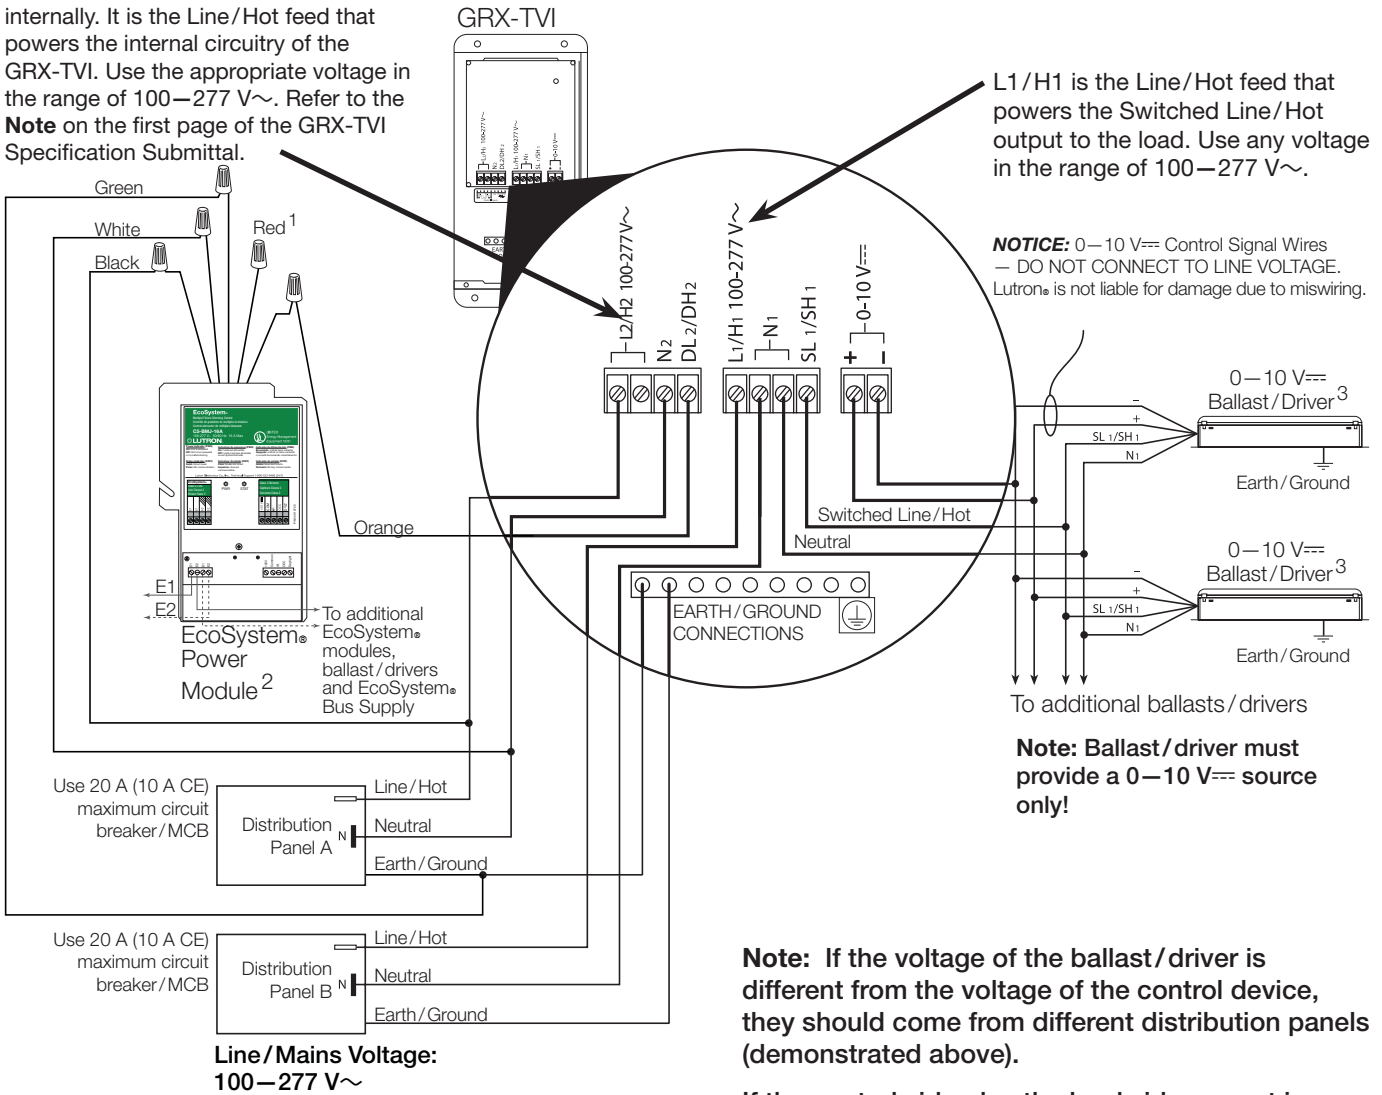 internally. It is the Line/Hot feed that
powers the internal circuitry of the
GRX-TVI. Use the appropriate voltage in
the range of 100—277 V~. Refer to the
Note on the first page of the GRX-TVI
Specification Submittal.
GRX-TVI
L1/H1 is the Line/Hot feed that
powers the Switched Line/Hot
output to the load. Use any voltage
in the range of 100—277 V~.
NOTICE: 0—10 V⎓ Control Signal Wires
— DO NOT CONNECT TO LINE VOLTAGE.
Lutron® is not liable for damage due to miswiring.
Green
White
Black
Red 1
Orange
L2/H2 100-277 V~
N2
DL2/DH2
L1/H1 100-277 V~
N1
SL1/SH1
0-10 V⎓
+ −
Switched Line/Hot
Neutral
EARTH/GROUND
CONNECTIONS
0—10 V⎓
Ballast/Driver 3
−
+
SL 1/SH 1
N1
Earth/Ground
0—10 V⎓
Ballast/Driver 3
−
+
SL 1/SH 1
N1
Earth/Ground
To additional ballasts/drivers
Note: Ballast/driver must
provide a 0—10 V⎓ source
only!
EcoSystem®
C5-BMJ-16A
LUTRON
PWR
STAT
E1
E2
EcoSystem®
Power
Module 2
To additional
EcoSystem®
modules,
ballast/drivers
and EcoSystem®
Bus Supply
Use 20 A (10 A CE)
maximum circuit
breaker/MCB
Distribution
Panel A
N
Line/Hot
Neutral
Earth/Ground
Use 20 A (10 A CE)
maximum circuit
breaker/MCB
Distribution
Panel B
N
Line/Hot
Neutral
Earth/Ground
Line/Mains Voltage:
100—277 V~
Note: If the voltage of the ballast/driver is
different from the voltage of the control device,
they should come from different distribution panels
(demonstrated above).